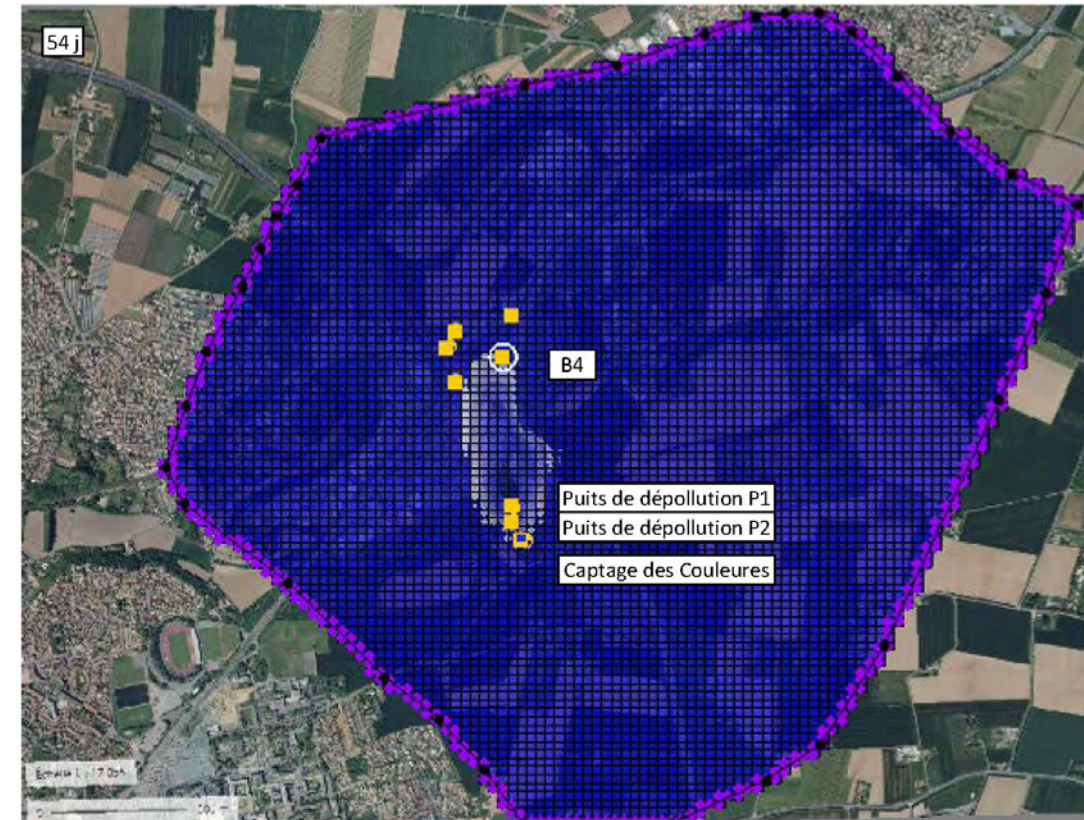 54 j
B4
Puits de dépollution P1
Puits de dépollution P2
Captage des Couleures